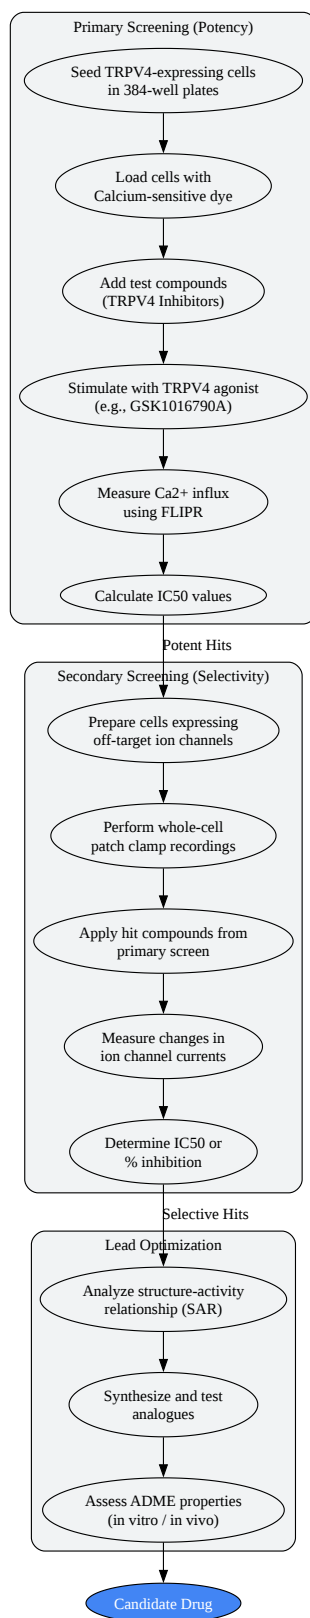 Primary Screening (Potency)
Seed TRPV4-expressing cells
in 384-well plates
Load cells with
Calcium-sensitive dye
Add test compounds
(TRPV4 Inhibitors)
Stimulate with TRPV4 agonist
(e.g., GSK1016790A)
Measure Ca2+ influx
using FLIPR
Calculate IC50 values
Potent Hits
Secondary Screening (Selectivity)
Prepare cells expressing
off-target ion channels
Perform whole-cell
patch clamp recordings
Apply hit compounds from
primary screen
Measure changes in
ion channel currents
Determine IC50 or
% inhibition
Selective Hits
Lead Optimization
Analyze structure-activity
relationship (SAR)
Synthesize and test
analogues
Assess ADME properties
(in vitro / in vivo)
Candidate Drug